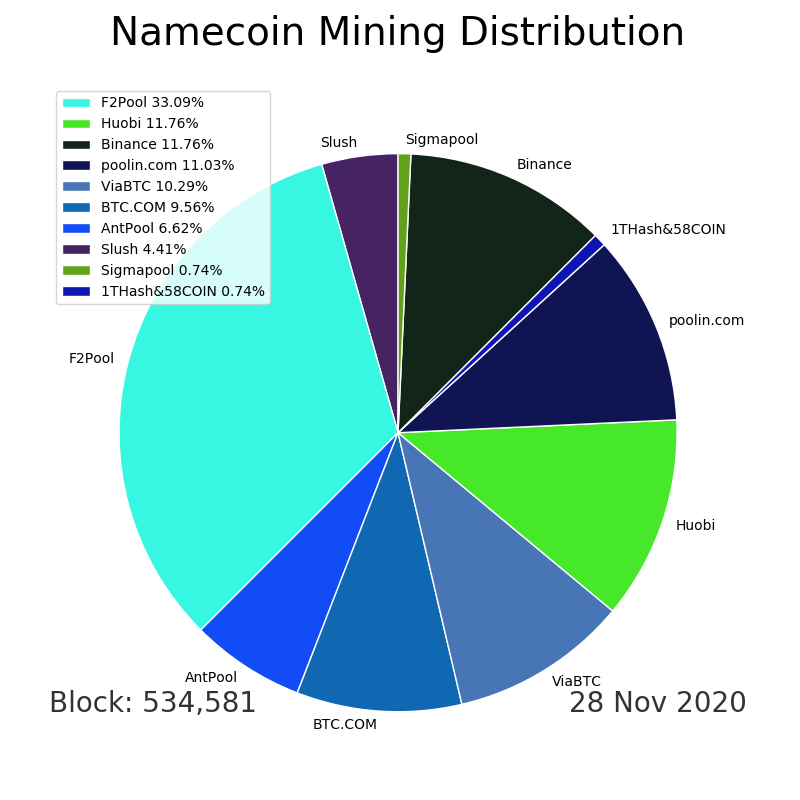 Namecoin Mining Distribution
F2Pool 33.09%
Huobi 11.76%
Binance 11.76%
poolin.com 11.03%
ViaBTC 10.29%
BTC.COM 9.56%
AntPool 6.62%
Slush 4.41%
Sigmapool 0.74%
1THash&58COIN 0.74%
Slush
Sigmapool
Binance
1THash&58COIN
poolin.com
F2Pool
Huobi
AntPool
ViaBTC
BTC.COM
Block: 534,581
28 Nov 2020